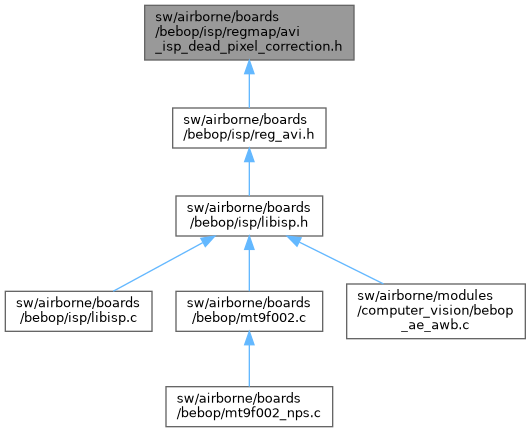 sw/airborne/boards
/bebop/isp/regmap/avi
_isp_dead_pixel_correction.h
sw/airborne/boards
/bebop/isp/reg_avi.h
sw/airborne/boards
/bebop/isp/libisp.h
sw/airborne/boards
/bebop/isp/libisp.c
sw/airborne/boards
/bebop/mt9f002.c
sw/airborne/modules
/computer_vision/bebop
_ae_awb.c
sw/airborne/boards
/bebop/mt9f002_nps.c